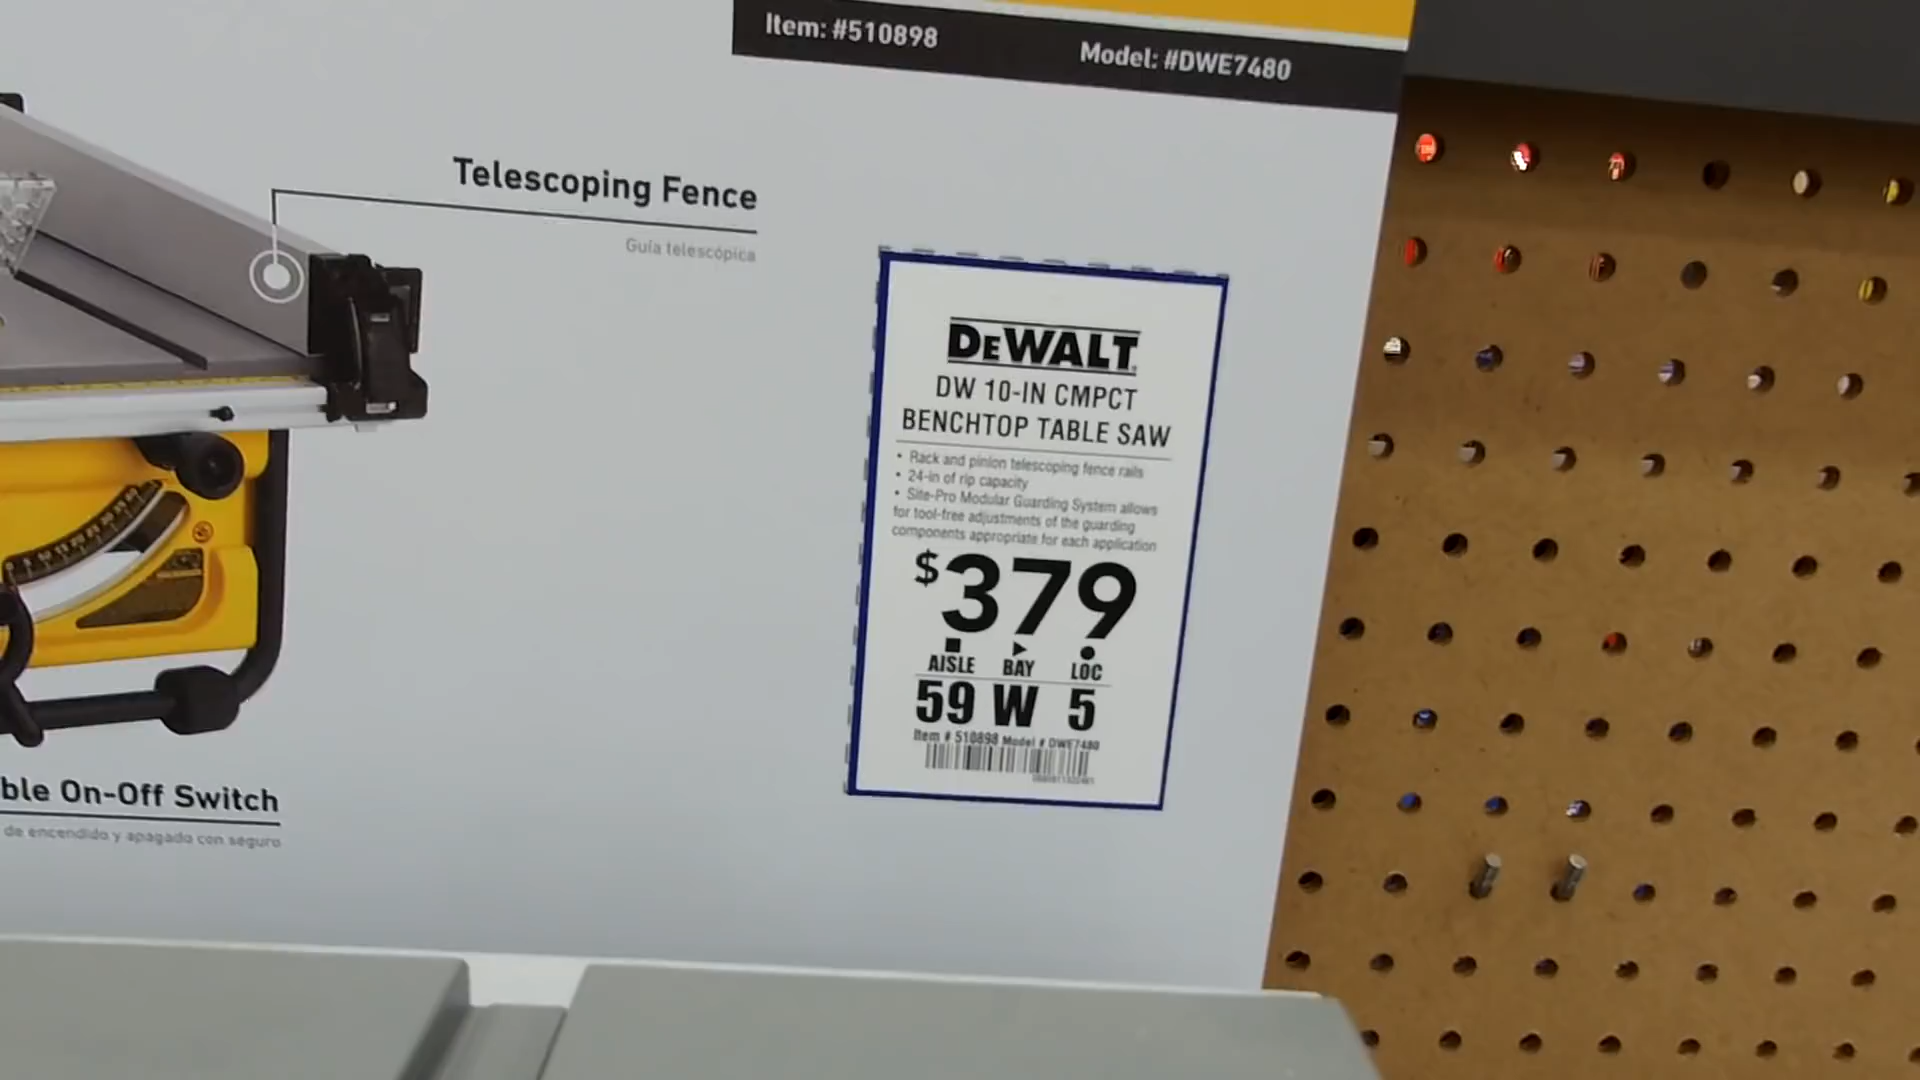 Item: #510898
Model: #DWE7480
Telescoping Fence
Guía telescópica
DEWALT
DW 10-IN CMPCT
BENCHTOP TABLE SAW
• Rack and pinion telescoping fence rails
• 24-in of rip capacity
• Site-Pro Modular Guarding System allows
for tool-free adjustments of the guarding
components appropriate for each application
$379
AISLE BAY LOC
59 W 5
Item # 510898 Model # DWE7480
ble On-Off Switch
de encendido y apagado con seguro